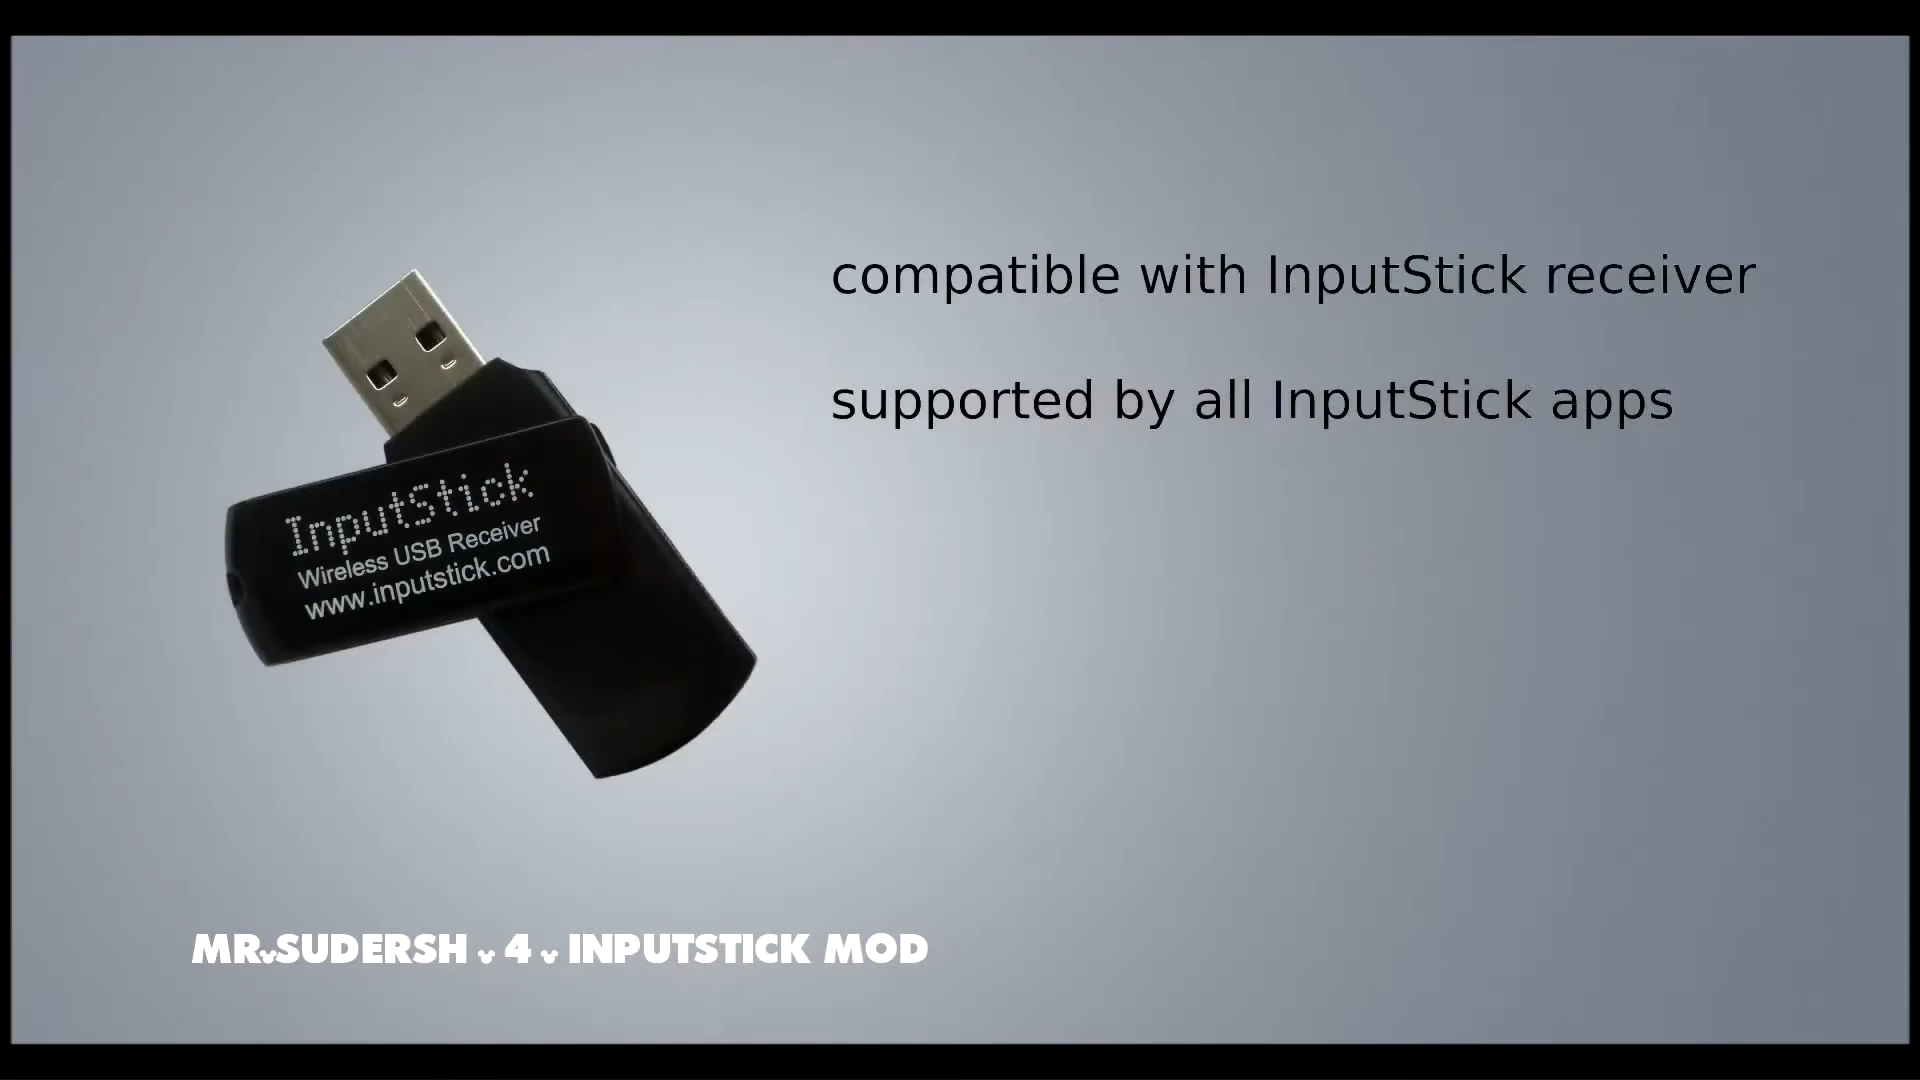 compatible with InputStick receiver
supported by all InputStick apps
InputStick
Wireless USB Receiver
www.inputstick.com
MR.SUDERSH . 4 . INPUTSTICK MOD